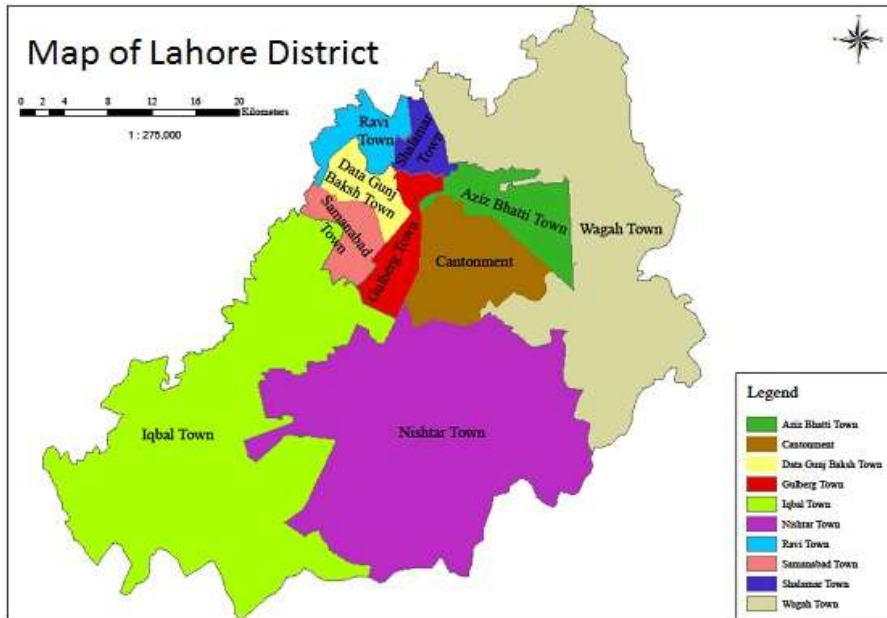 Map of Lahore District
0 2 4 8 12 16 20
Kilometers
1 : 275,000
Ravi
Town
Shalamar
Town
Data Gunj
Baksh Town
Samanabad
Town
Gulberg Town
Aziz Bhatti Town
Wagah Town
Cantonment
Iqbal Town
Nishtar Town
Legend
Aziz Bhatti Town
Cantonment
Data Gunj Baksh Town
Gulberg Town
Iqbal Town
Nishtar Town
Ravi Town
Samanabad Town
Shalamar Town
Wagah Town